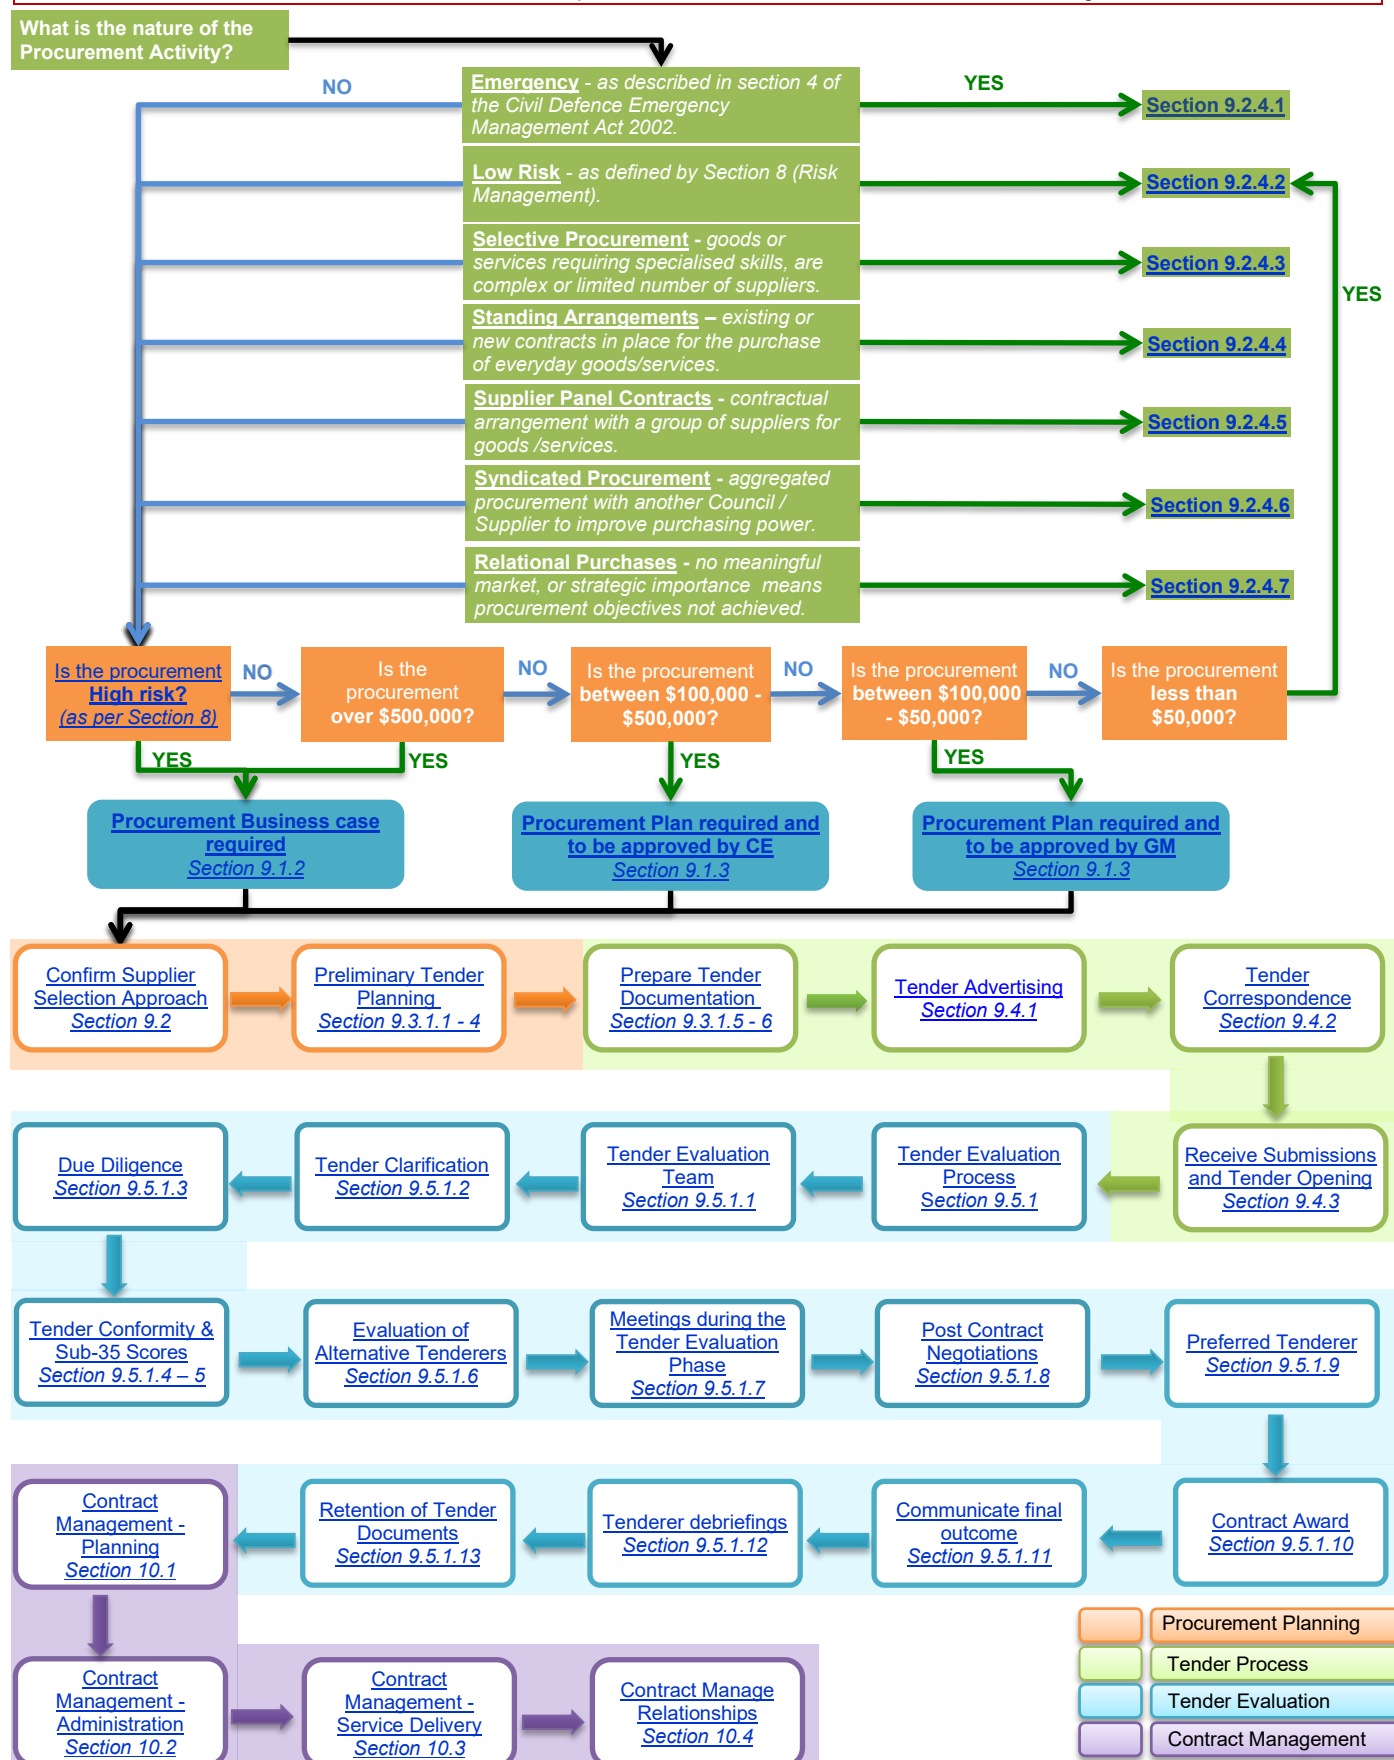 What is the nature of the
Procurement Activity?
NO
Emergency - as described in section 4 of
the Civil Defence Emergency
Management Act 2002.
YES
Section 9.2.4.1
Low Risk - as defined by Section 8 (Risk
Management).
Section 9.2.4.2
Selective Procurement - goods or
services requiring specialised skills, are
complex or limited number of suppliers.
Section 9.2.4.3
YES
Standing Arrangements – existing or
new contracts in place for the purchase
of everyday goods/services.
Section 9.2.4.4
Supplier Panel Contracts - contractual
arrangement with a group of suppliers for
goods /services.
Section 9.2.4.5
Syndicated Procurement - aggregated
procurement with another Council /
Supplier to improve purchasing power.
Section 9.2.4.6
Relational Purchases - no meaningful
market, or strategic importance means
procurement objectives not achieved.
Section 9.2.4.7
Is the procurement
High risk?
(as per Section 8)
NO
Is the
procurement
over $500,000?
NO
Is the procurement
between $100,000 -
$500,000?
NO
Is the procurement
between $100,000
- $50,000?
NO
Is the procurement
less than
$50,000?
YES
YES
YES
YES
Procurement Business case
required
Section 9.1.2
Procurement Plan required and
to be approved by CE
Section 9.1.3
Procurement Plan required and
to be approved by GM
Section 9.1.3
Confirm Supplier
Selection Approach
Section 9.2
Preliminary Tender
Planning
Section 9.3.1.1 - 4
Prepare Tender
Documentation
Section 9.3.1.5 - 6
Tender Advertising
Section 9.4.1
Tender
Correspondence
Section 9.4.2
Due Diligence
Section 9.5.1.3
Tender Clarification
Section 9.5.1.2
Tender Evaluation
Team
Section 9.5.1.1
Tender Evaluation
Process
Section 9.5.1
Receive Submissions
and Tender Opening
Section 9.4.3
Tender Conformity &
Sub-35 Scores
Section 9.5.1.4 – 5
Evaluation of
Alternative Tenderers
Section 9.5.1.6
Meetings during the
Tender Evaluation
Phase
Section 9.5.1.7
Post Contract
Negotiations
Section 9.5.1.8
Preferred Tenderer
Section 9.5.1.9
Contract
Management -
Planning
Section 10.1
Retention of Tender
Documents
Section 9.5.1.13
Tenderer debriefings
Section 9.5.1.12
Communicate final
outcome
Section 9.5.1.11
Contract Award
Section 9.5.1.10
Contract
Management -
Administration
Section 10.2
Contract
Management -
Service Delivery
Section 10.3
Contract Manage
Relationships
Section 10.4
Procurement Planning
Tender Process
Tender Evaluation
Contract Management